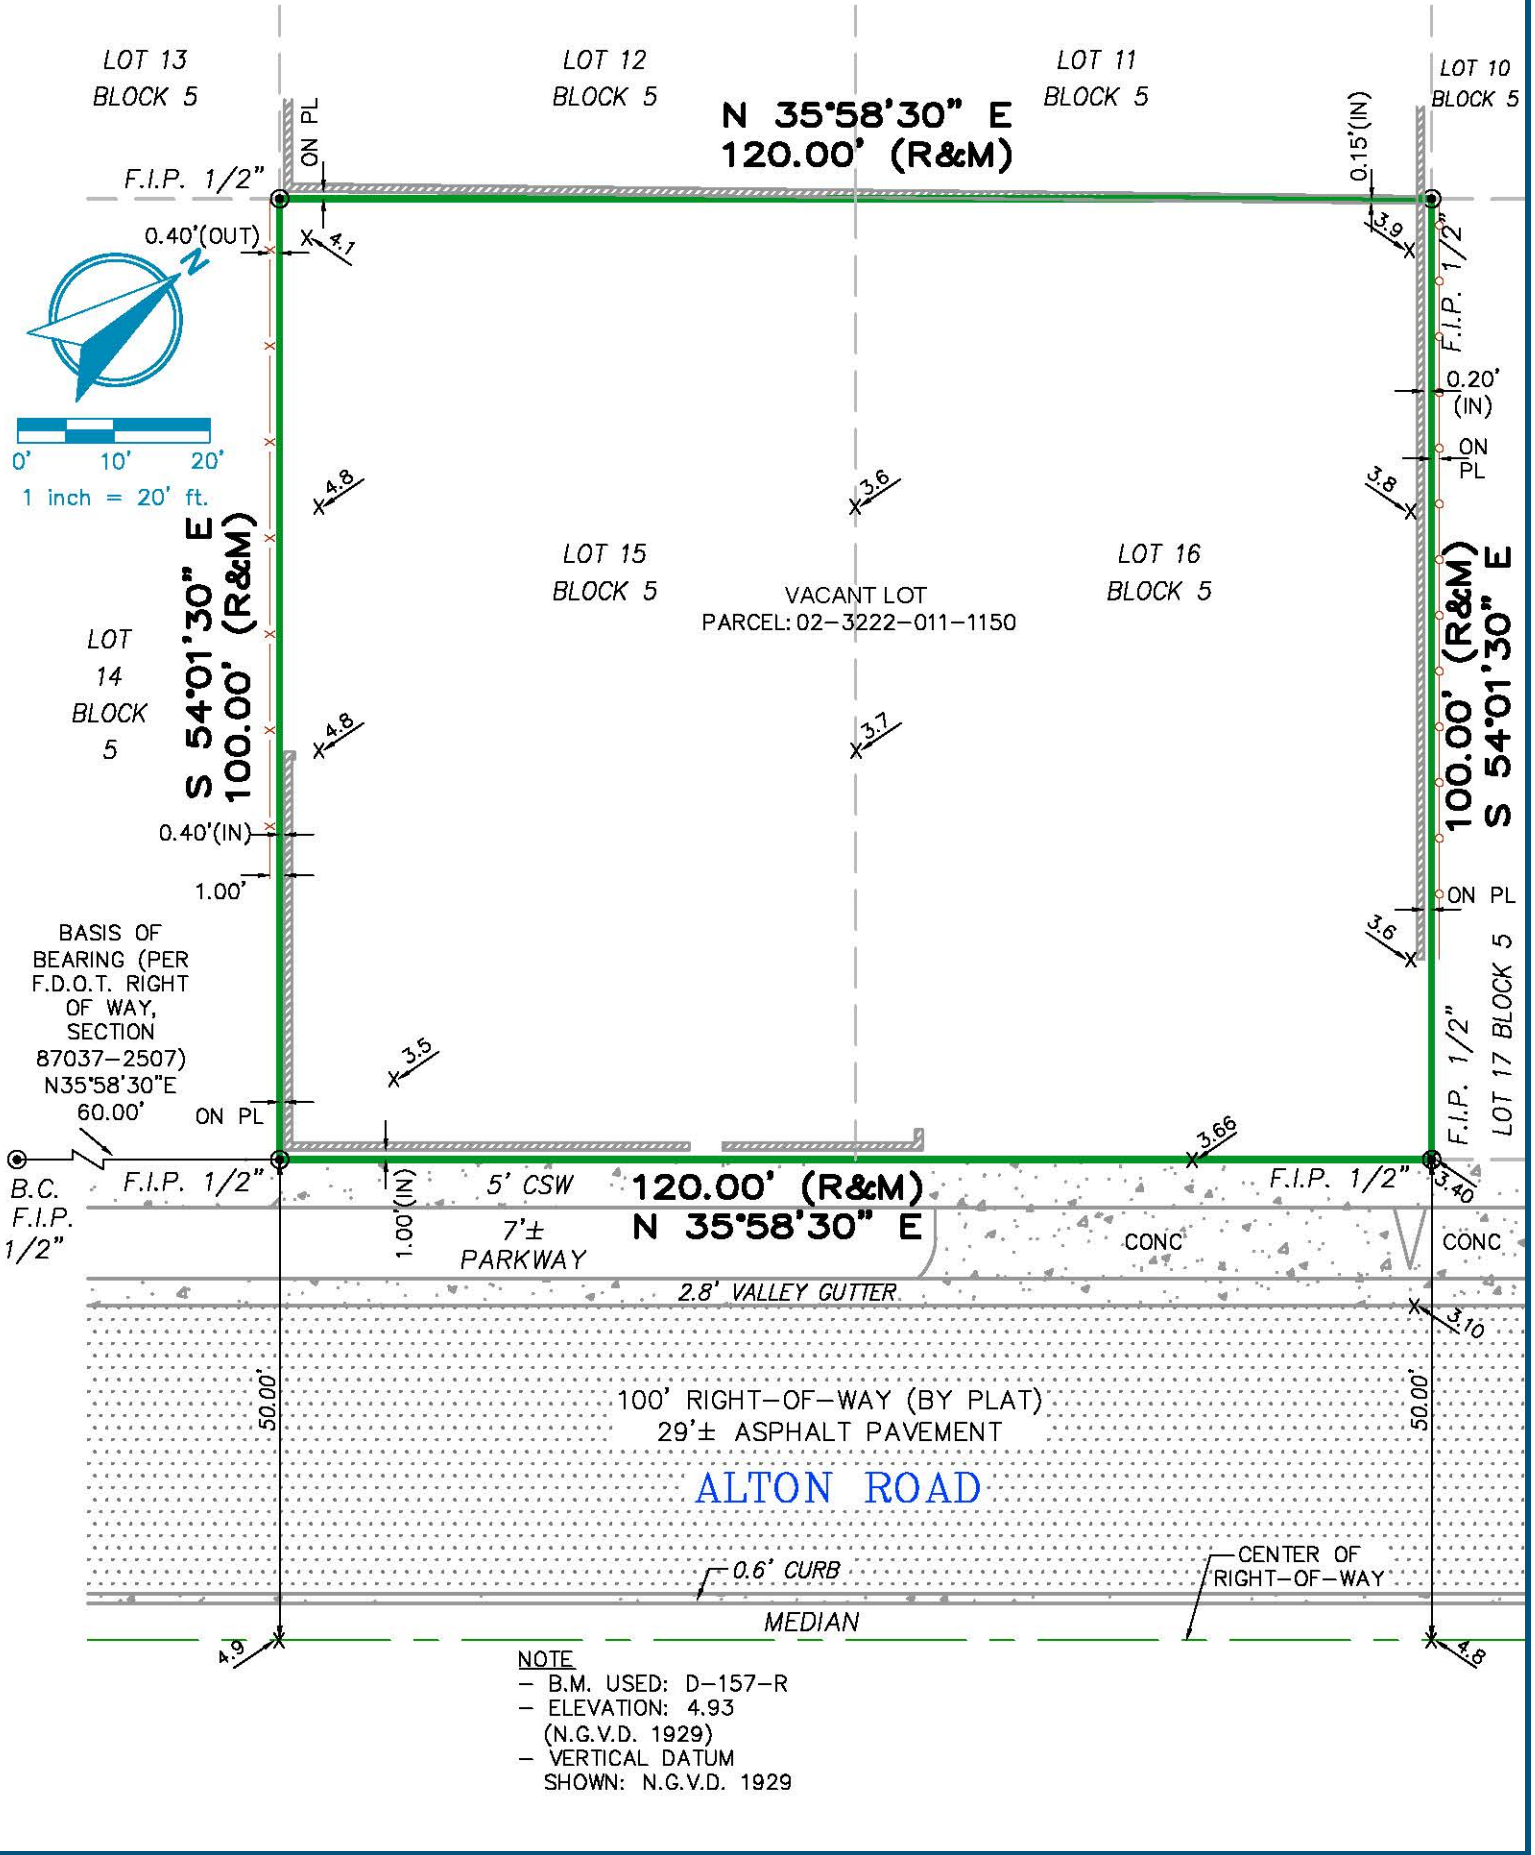 LOT 13
BLOCK 5
LOT 12
BLOCK 5
LOT 11
BLOCK 5
LOT 10
BLOCK 5
N 35°58'30" E
120.00' (R&M)
ON PL
0.15'(IN)
F.I.P. 1/2"
0.40'(OUT)
4.1
3.9
F.I.P. 1/2"
N
0' 10' 20'
1 inch = 20' ft.
0.20'
(IN)
ON
PL
4.8
3.6
3.8
S 54°01'30" E
100.00' (R&M)
LOT 15
BLOCK 5
LOT 16
BLOCK 5
VACANT LOT
PARCEL: 02-3222-011-1150
100.00' (R&M)
S 54°01'30" E
LOT
14
BLOCK
5
4.8
3.7
0.40'(IN)
1.00'
ON PL
3.6
BASIS OF
BEARING (PER
F.D.O.T. RIGHT
OF WAY,
SECTION
87037-2507)
N35°58'30"E
60.00'
ON PL
3.5
F.I.P. 1/2"
LOT 17 BLOCK 5
3.66
B.C.
F.I.P.
1/2"
F.I.P. 1/2"
1.00'(IN)
5' CSW
120.00' (R&M)
N 35°58'30" E
F.I.P. 1/2"
3.40
7'±
PARKWAY
CONC
CONC
2.8' VALLEY GUTTER
3.10
50.00'
50.00'
100' RIGHT-OF-WAY (BY PLAT)
29'± ASPHALT PAVEMENT
ALTON ROAD
0.6' CURB
CENTER OF
RIGHT-OF-WAY
MEDIAN
4.9
4.8
NOTE
- B.M. USED: D-157-R
- ELEVATION: 4.93
(N.G.V.D. 1929)
- VERTICAL DATUM
SHOWN: N.G.V.D. 1929